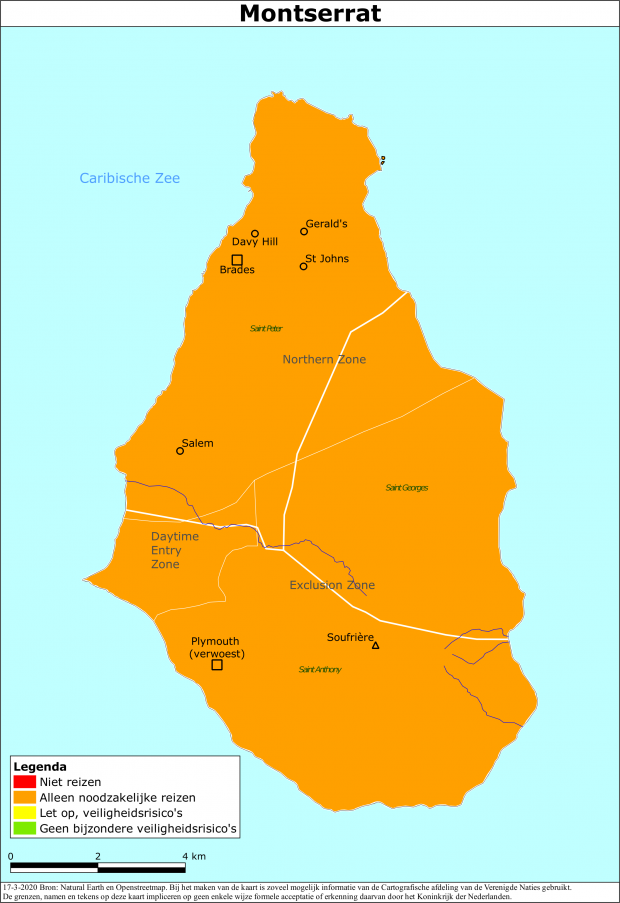 Montserrat
Caribische Zee
Gerald's
Davy Hill
St Johns
Brades
Saint Peter
Northern Zone
Salem
Saint Georges
Daytime
Entry
Zone
Exclusion Zone
Soufrière
Plymouth
(verwoest)
Saint Anthony
Legenda
Niet reizen
Alleen noodzakelijke reizen
Let op, veiligheidsrisico's
Geen bijzondere veiligheidsrisico's
0 2 4 km
17-3-2020 Bron: Natural Earth en Openstreetmap. Bij het maken van de kaart is zoveel mogelijk informatie van de Cartografische afdeling van de Verenigde Naties gebruikt.
De grenzen, namen en tekens op deze kaart impliceren op geen enkele wijze formele acceptatie of erkenning daarvan door het Koninkrijk der Nederlanden.